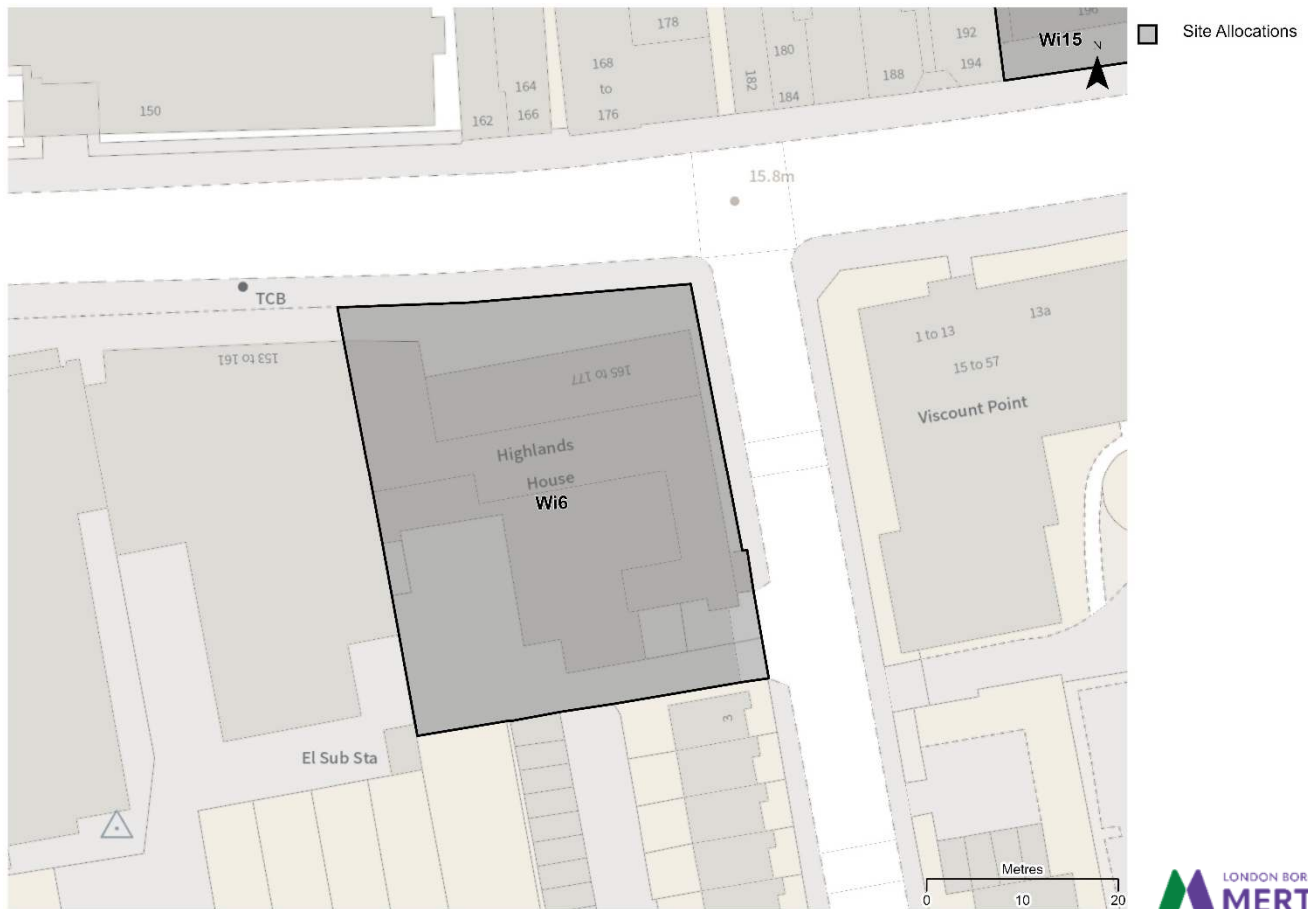 178
196
Wi15
Site Allocations
N
192
180
168
194
164
188
to
182
150
166
184
162
176
15.8m
TCB
13a
1 to 13
153 to 161
165 to 177
15 to 57
Viscount Point
Highlands
House
Wi6
3
El Sub Sta
Metres
0 10 20
LONDON BOR
MERT